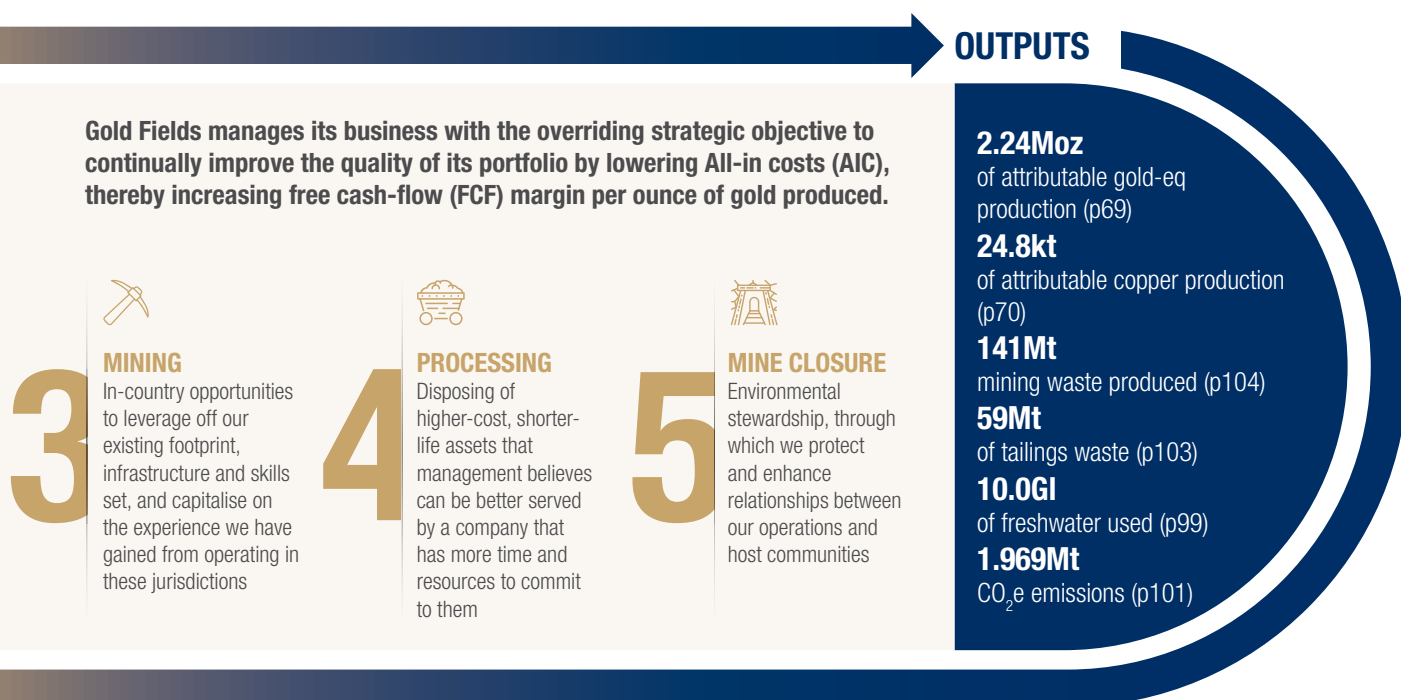 OUTPUTS
Gold Fields manages its business with the overriding strategic objective to
continually improve the quality of its portfolio by lowering All-in costs (AIC),
thereby increasing free cash-flow (FCF) margin per ounce of gold produced.
3
MINING
In-country opportunities
to leverage off our
existing footprint,
infrastructure and skills
set, and capitalise on
the experience we have
gained from operating in
these jurisdictions
4
PROCESSING
Disposing of
higher-cost, shorter-
life assets that
management believes
can be better served
by a company that
has more time and
resources to commit
to them
5
MINE CLOSURE
Environmental
stewardship, through
which we protect
and enhance
relationships between
our operations and
host communities
2.24Moz
of attributable gold-eq
production (p69)
24.8kt
of attributable copper production
(p70)
141Mt
mining waste produced (p104)
59Mt
of tailings waste (p103)
10.0Gl
of freshwater used (p99)
1.969Mt
CO₂e emissions (p101)